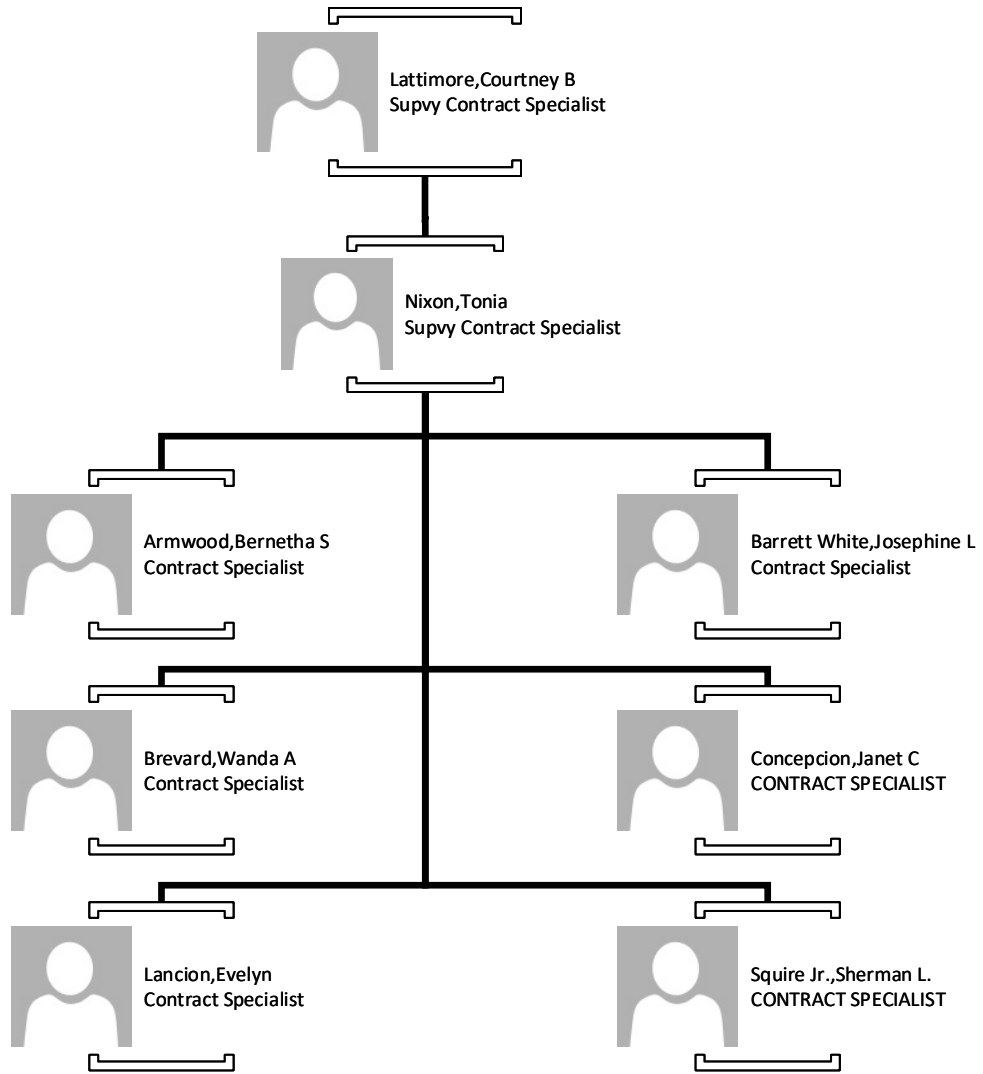 Lattimore,Courtney B
Supvy Contract Specialist
Nixon,Tonia
Supvy Contract Specialist
Armwood,Bernetha S
Contract Specialist
Barrett White,Josephine L
Contract Specialist
Brevard,Wanda A
Contract Specialist
Concepcion,Janet C
CONTRACT SPECIALIST
Lancion,Evelyn
Contract Specialist
Squire Jr.,Sherman L.
CONTRACT SPECIALIST